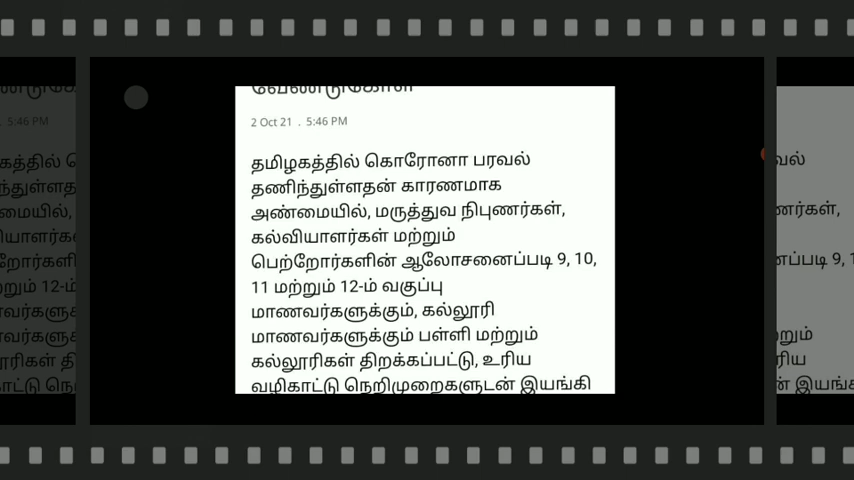 வேண்டுகோள்
2 Oct 21 . 5:46 PM
தமிழகத்தில் கொரோனா பரவல்
தணிந்துள்ளதன் காரணமாக
அண்மையில், மருத்துவ நிபுணர்கள்,
கல்வியாளர்கள் மற்றும்
பெற்றோர்களின் ஆலோசனைப்படி 9, 10,
11 மற்றும் 12-ம் வகுப்பு
மாணவர்களுக்கும், கல்லூரி
மாணவர்களுக்கும் பள்ளி மற்றும்
கல்லூரிகள் திறக்கப்பட்டு, உரிய
வழிகாட்டு நெறிமுறைகளுடன் இயங்கி